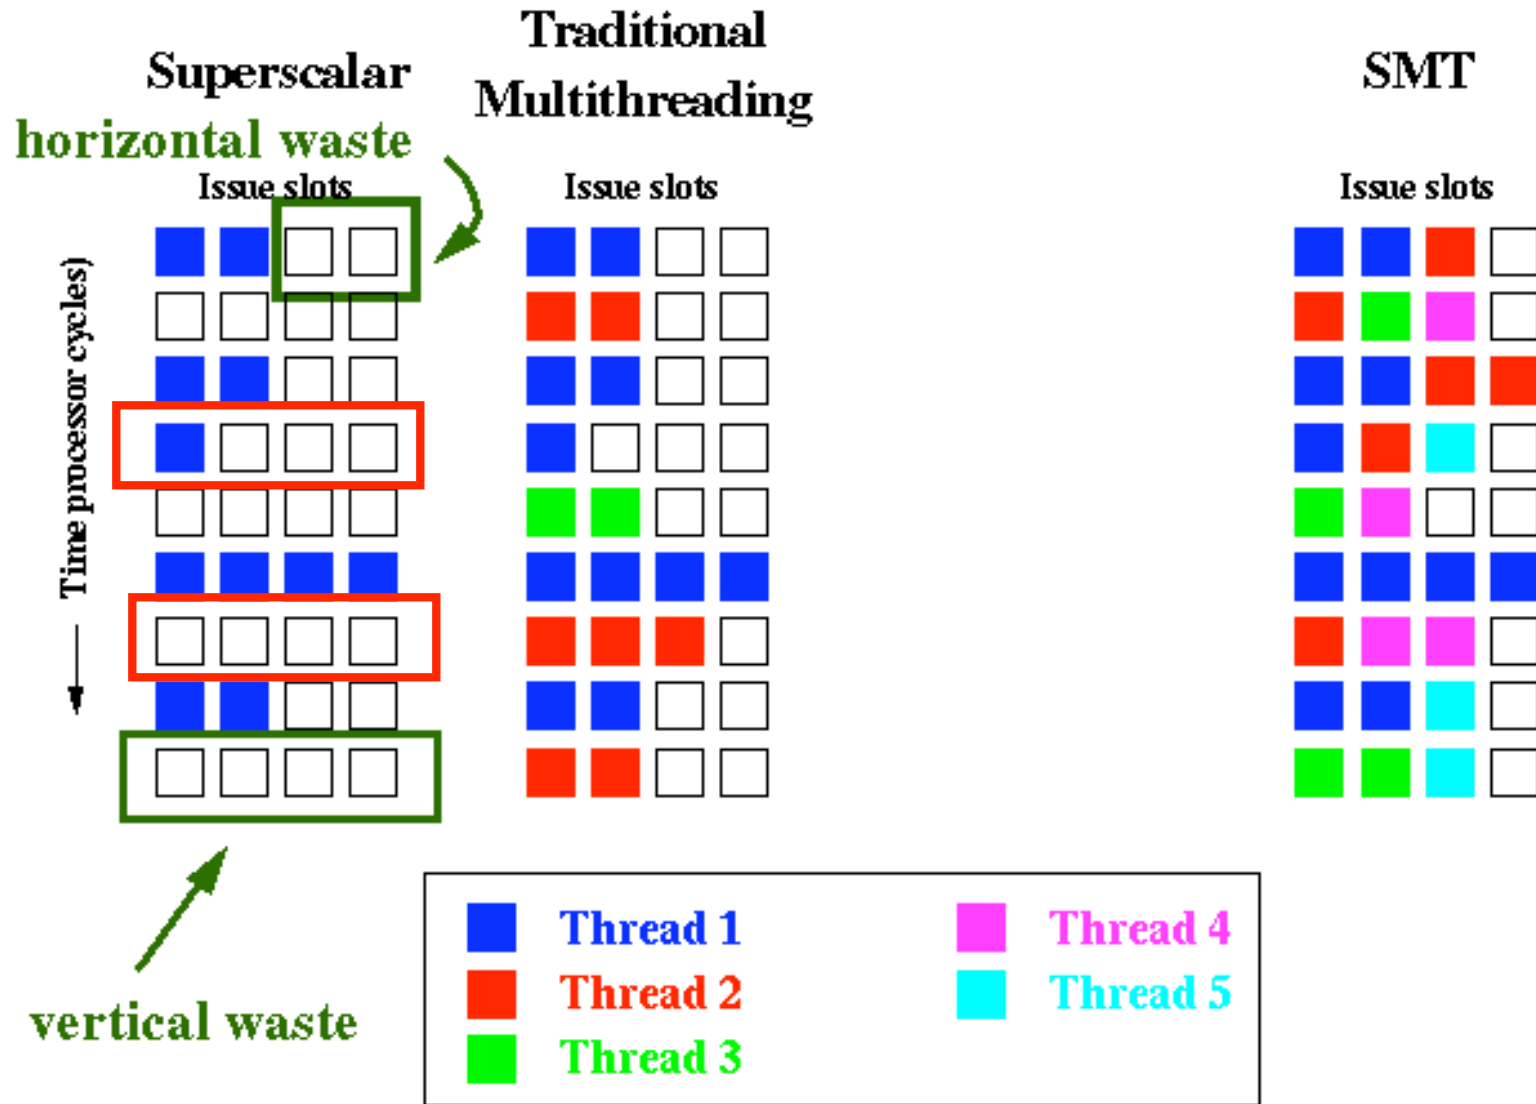 Superscalar
horizontal waste
Issue slots
Traditional
Multithreading
Issue slots
SMT
Issue slots
Time processor cycles)
vertical waste
Thread 1
Thread 2
Thread 3
Thread 4
Thread 5